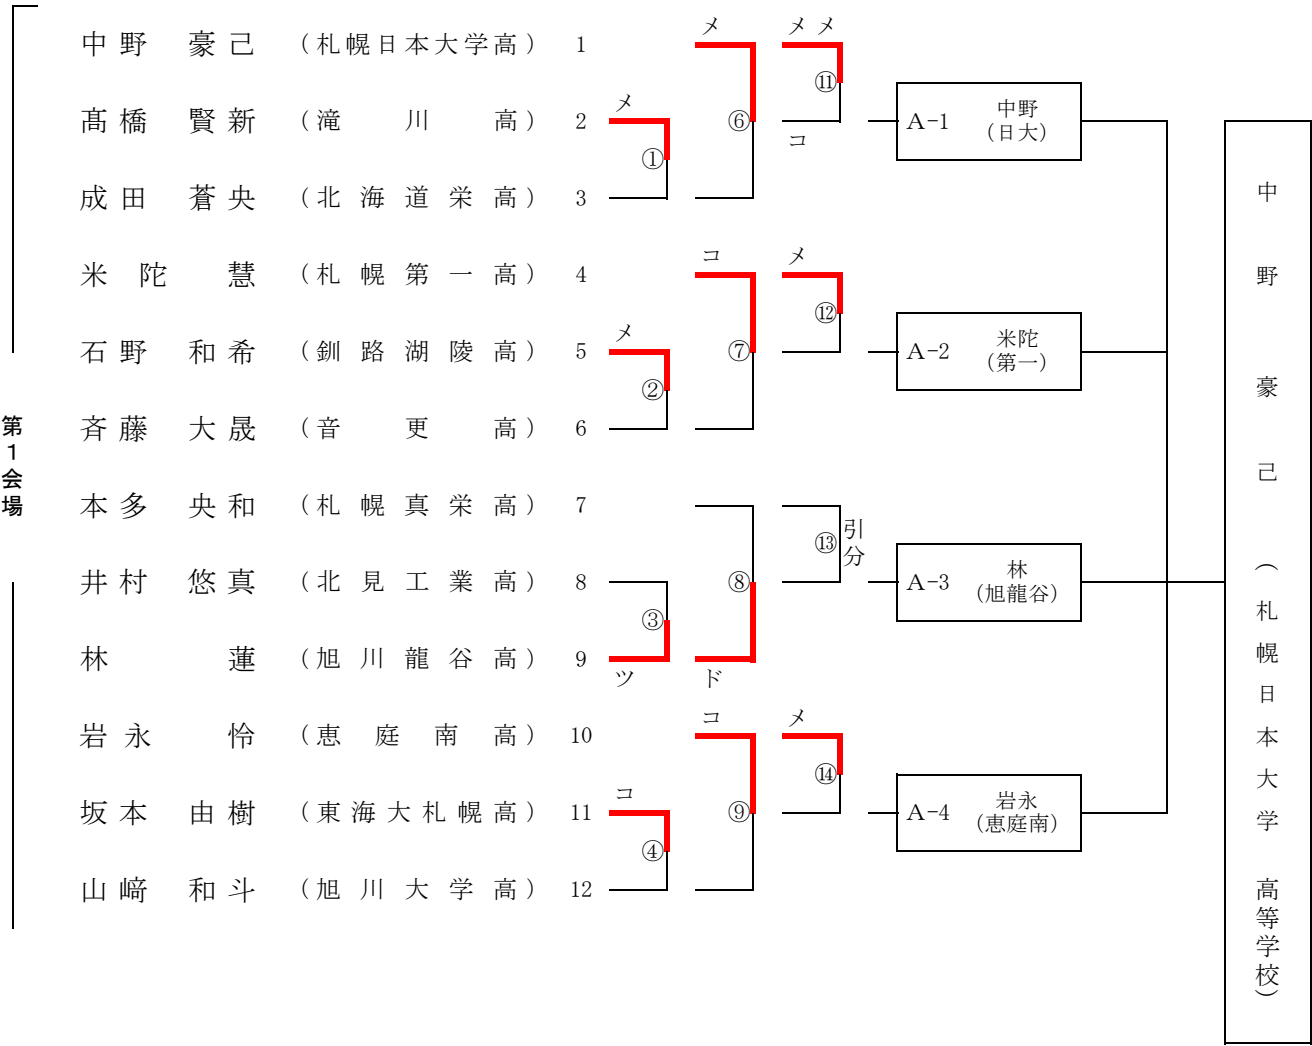 第1会場
中野 豪己 (札幌日本大学高) 1
髙橋 賢新 (滝川高) 2
成田 蒼央 (北海道栄高) 3
米陀 慧 (札幌第一高) 4
石野 和希 (釧路湖陵高) 5
斉藤 大晟 (音更高) 6
本多 央和 (札幌真栄高) 7
井村 悠真 (北見工業高) 8
林 蓮 (旭川龍谷高) 9
岩永 怜 (恵庭南高) 10
坂本 由樹 (東海大札幌高) 11
山﨑 和斗 (旭川大学高) 12
メ
①
メ
②
③
ツ
コ
④
メ
⑥
コ
⑦
⑧
ド
コ
⑨
メメ
⑪
コ
メ
⑫
⑬
引分
メ
⑭
A-1 中野
(日大)
A-2 米陀
(第一)
A-3 林
(旭龍谷)
A-4 岩永
(恵庭南)
中野豪己(札幌日本大学高等学校)